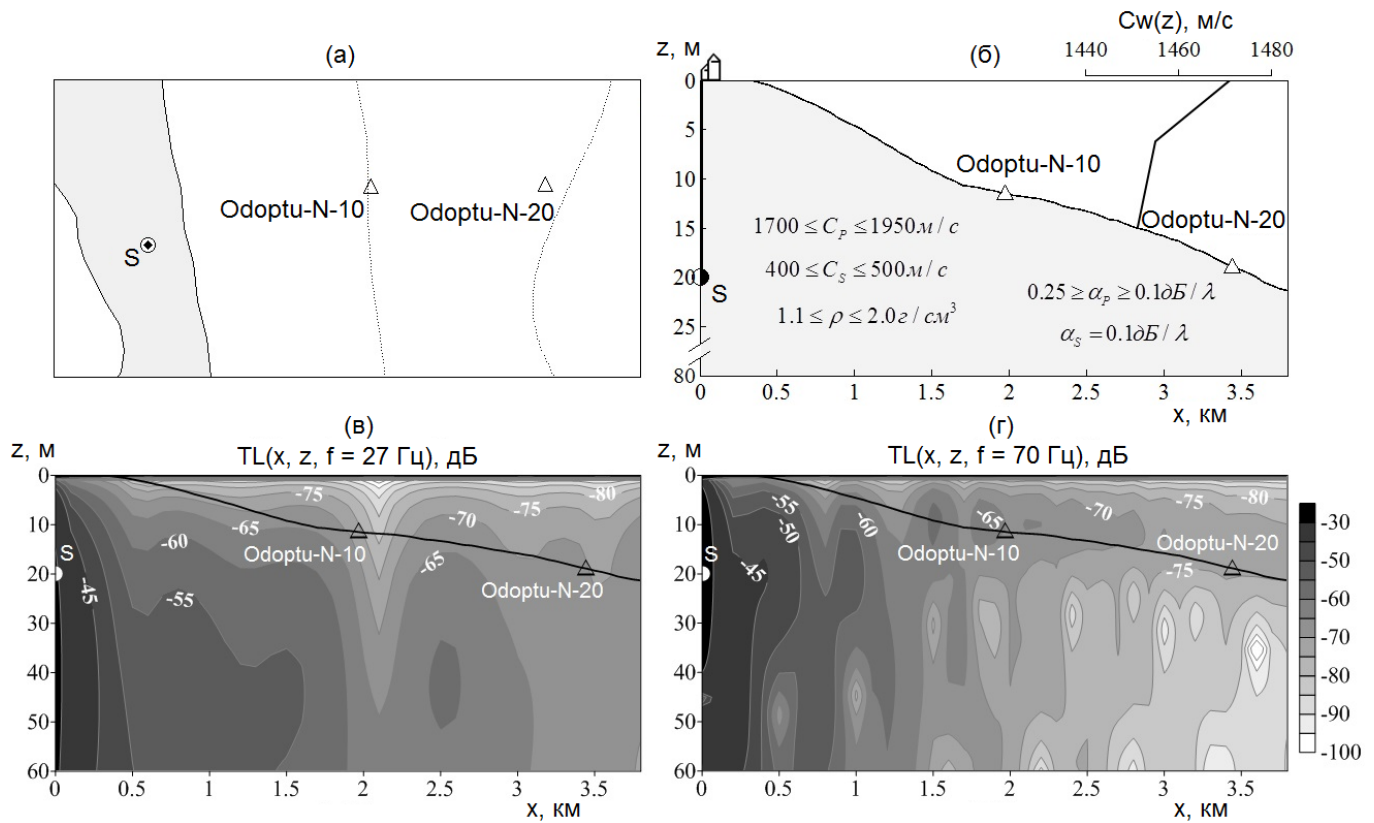 (а)
Odoptu-N-10
Odoptu-N-20
S
Cw(z), м/с
1440 1460 1480
z, м
(б)
0
5
10
15
20
25
80
Odoptu-N-10
Odoptu-N-20
1700 ≤ C_P ≤ 1950 м / с
400 ≤ C_S ≤ 500 м / с
1.1 ≤ ρ ≤ 2.0 г / см³
0.25 ≥ α_P ≥ 0.1 дБ / λ
α_S = 0.1 дБ / λ
S
0 0.5 1 1.5 2 2.5 3 3.5
x, км
(в)
z, м
TL(x, z, f = 27 Гц), дБ
0
10
20
30
40
50
60
-75
-80
-65
-70
-75
-60
-65
-55
-45
S
Odoptu-N-10
Odoptu-N-20
0 0.5 1 1.5 2 2.5 3 3.5
x, км
(г)
z, м
TL(x, z, f = 70 Гц), дБ
0
10
20
30
40
50
60
-75
-80
-55
-50
-60
-65
-70
-45
-75
S
Odoptu-N-10
Odoptu-N-20
0 0.5 1 1.5 2 2.5 3 3.5
x, км
-30
-40
-50
-60
-70
-80
-90
-100